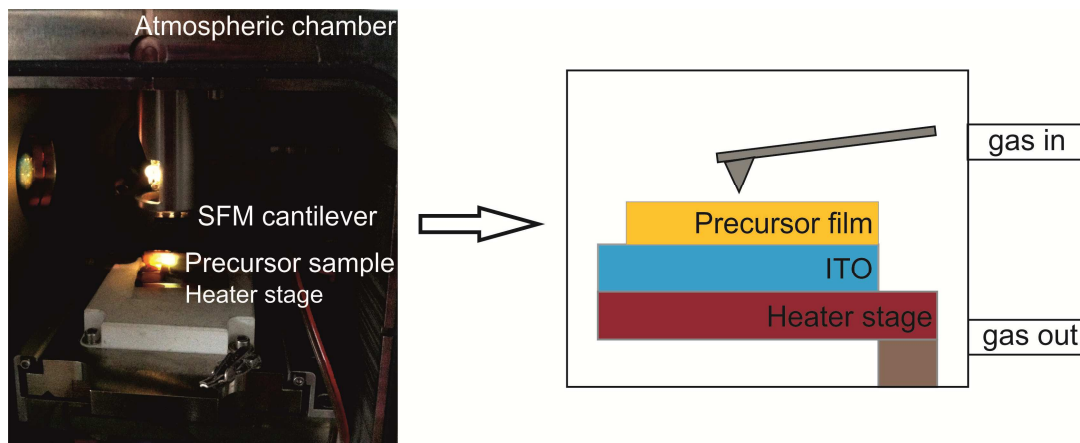 Atmospheric chamber
SFM cantilever
Precursor sample
Heater stage
gas in
Precursor film
ITO
Heater stage
gas out